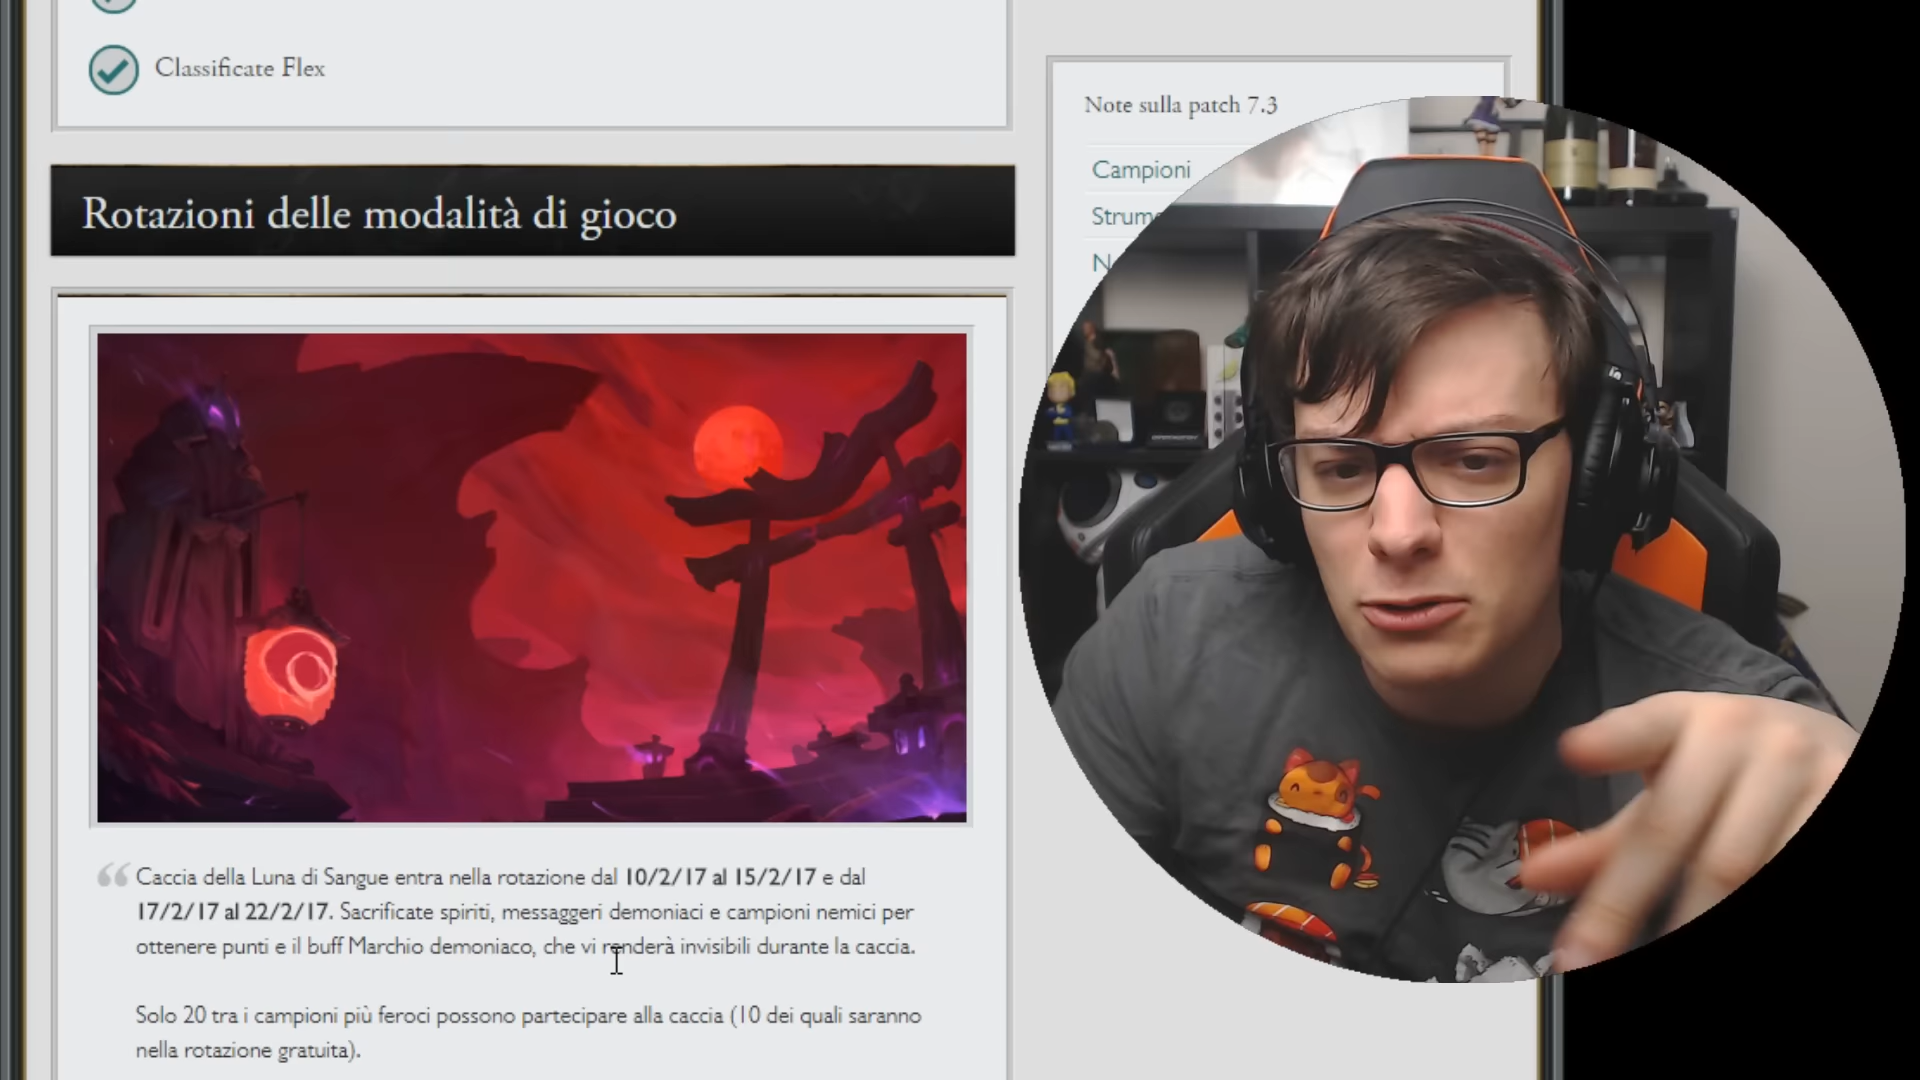 Classificate Flex
Rotazioni delle modalità di gioco
Caccia della Luna di Sangue entra nella rotazione dal 10/2/17 al 15/2/17 e dal
17/2/17 al 22/2/17. Sacrificate spiriti, messaggeri demoniaci e campioni nemici per
ottenere punti e il buff Marchio demoniaco, che vi renderà invisibili durante la caccia.
Solo 20 tra i campioni più feroci possono partecipare alla caccia (10 dei quali saranno
nella rotazione gratuita).
Note sulla patch 7.3
Campioni